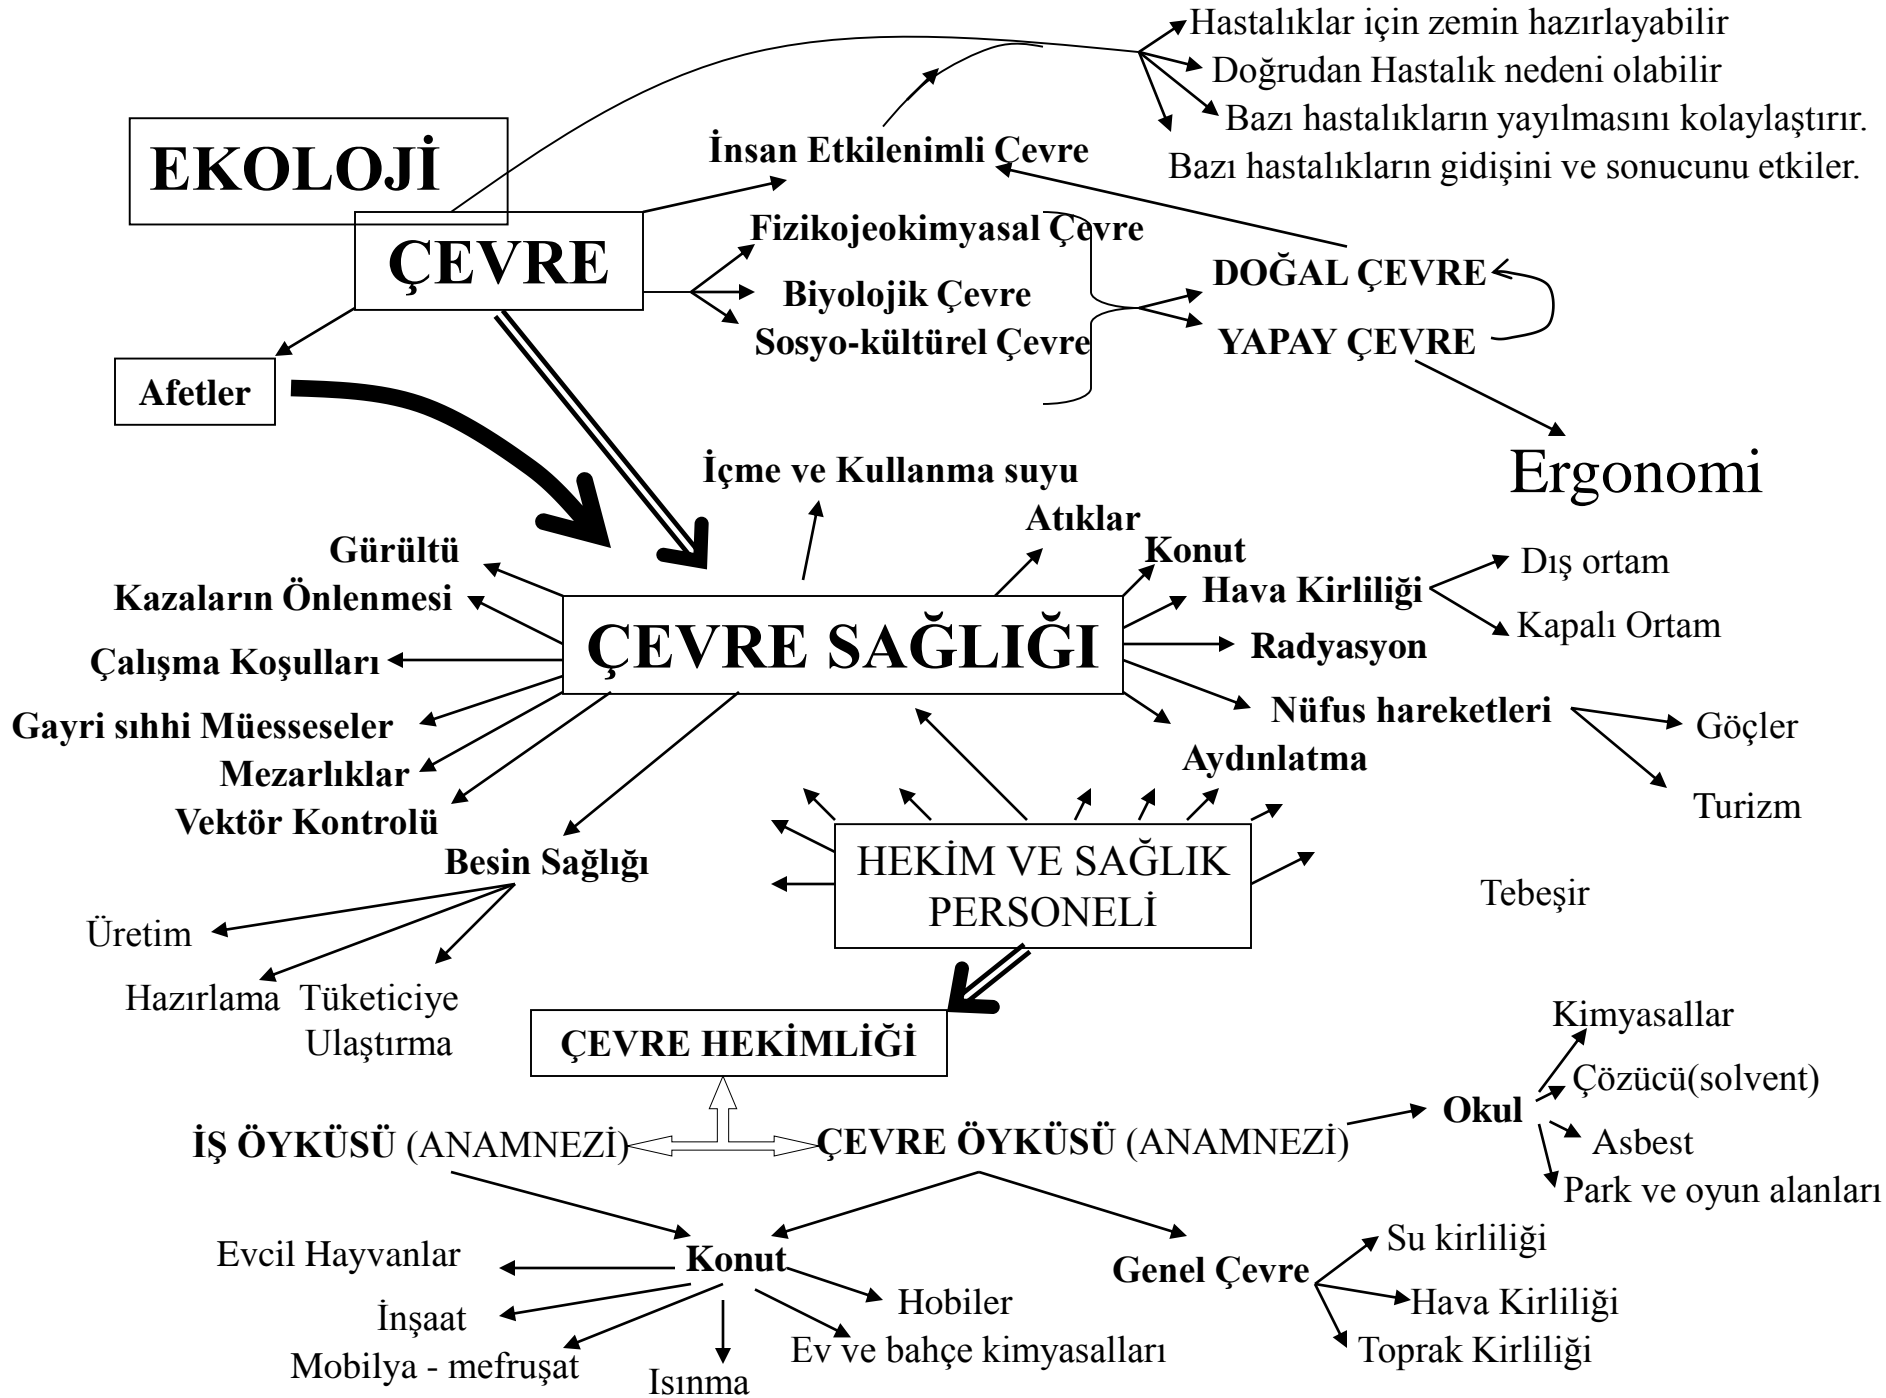 Hastalıklar için zemin hazırlayabilir
Doğrudan Hastalık nedeni olabilir
Bazı hastalıkların yayılmasını kolaylaştırır.
Bazı hastalıkların gidişini ve sonucunu etkiler.
EKOLOJİ
İnsan Etkilenimli Çevre
ÇEVRE
Fizikojeokimyasal Çevre
Biyolojik Çevre
Sosyo-kültürel Çevre
DOĞAL ÇEVRE
YAPAY ÇEVRE
Afetler
Ergonomi
İçme ve Kullanma suyu
Atıklar
Konut
Gürültü
Kazaların Önlenmesi
Çalışma Koşulları
Gayri sıhhi Müesseseler
Mezarlıklar
Vektör Kontrolü
ÇEVRE SAĞLIĞI
Hava Kirliliği
Dış ortam
Kapalı Ortam
Radyasyon
Nüfus hareketleri
Göçler
Turizm
Aydınlatma
Besin Sağlığı
Üretim
Hazırlama
Tüketiciye
Ulaştırma
HEKİM VE SAĞLIK
PERSONELİ
Tebeşir
ÇEVRE HEKİMLİĞİ
İŞ ÖYKÜSÜ (ANAMNEZİ)
ÇEVRE ÖYKÜSÜ (ANAMNEZİ)
Okul
Kimyasallar
Çözücü(solvent)
Asbest
Park ve oyun alanları
Konut
Evcil Hayvanlar
İnşaat
Mobilya - mefruşat
Isınma
Hobiler
Ev ve bahçe kimyasalları
Genel Çevre
Su kirliliği
Hava Kirliliği
Toprak Kirliliği